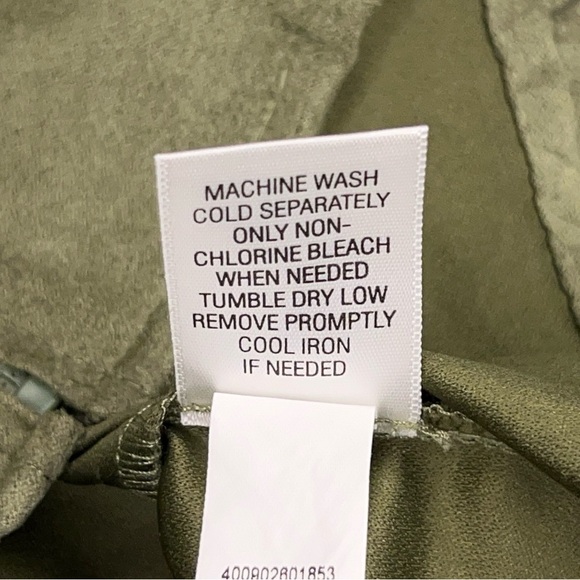 MACHINE WASH
COLD SEPARATELY
ONLY NON-
CHLORINE BLEACH
WHEN NEEDED
TUMBLE DRY LOW
REMOVE PROMPTLY
COOL IRON
IF NEEDED
400902601853